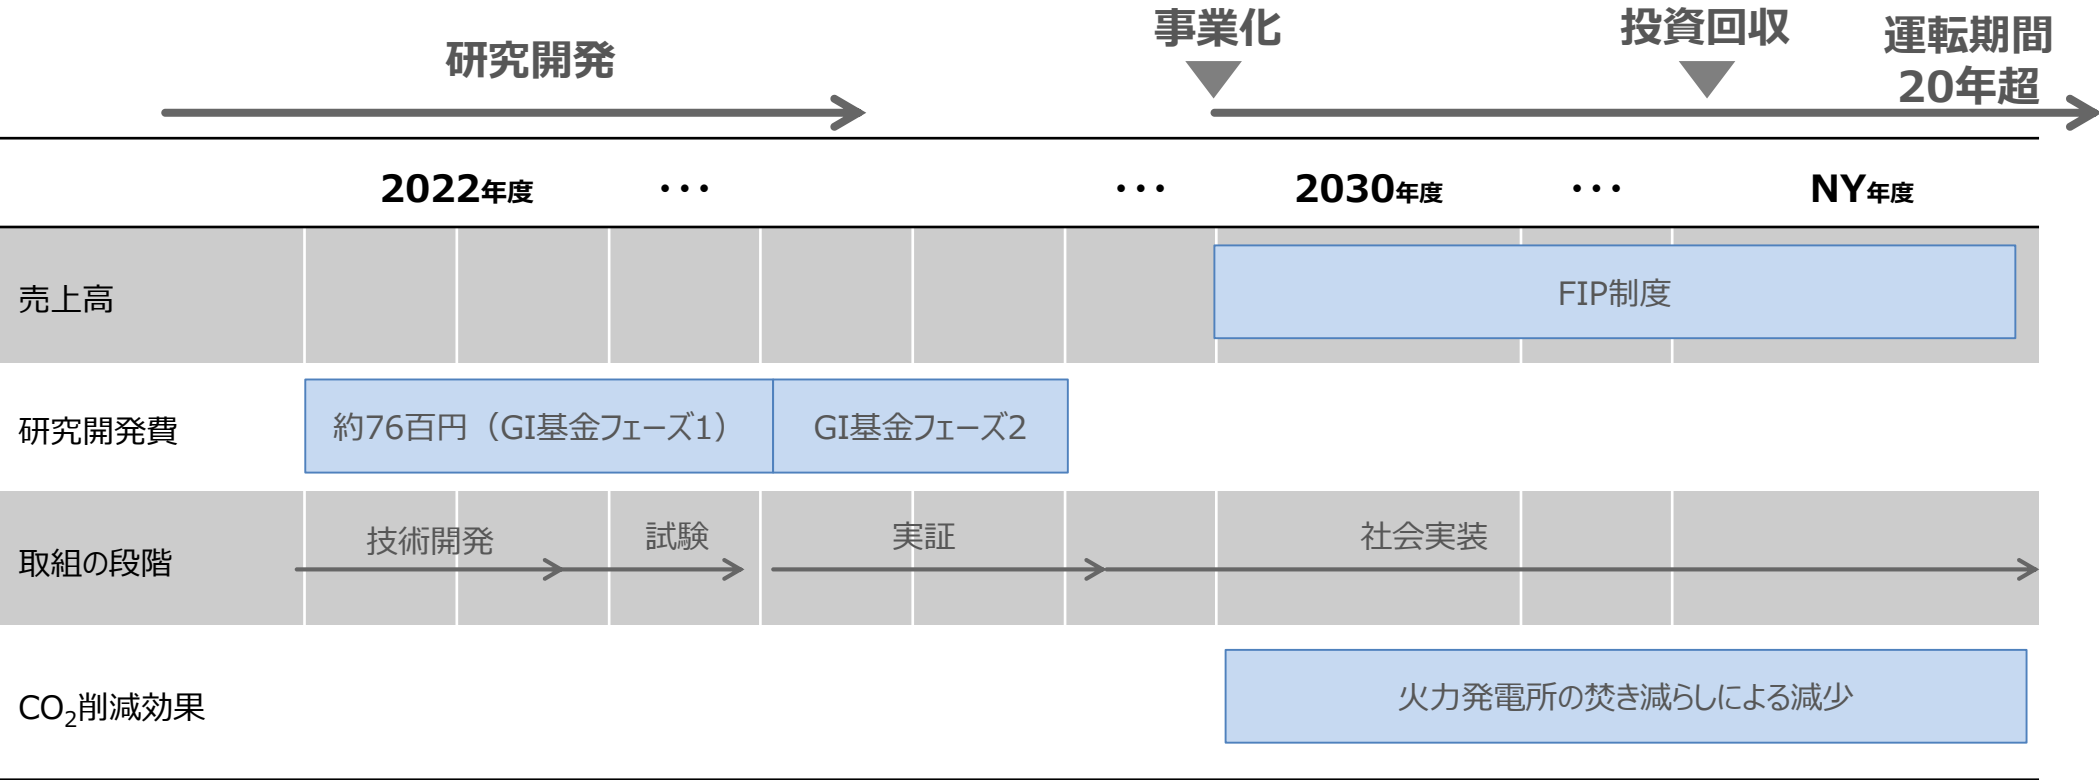 研究開発
事業化
投資回収
運転期間
20年超
2022年度 ・・・ ・・・ 2030年度 ・・・ NY年度
売上高
FIP制度
研究開発費
約76百円（GI基金フェーズ1）
GI基金フェーズ2
取組の段階
技術開発
試験
実証
社会実装
CO2削減効果
火力発電所の焚き減らしによる減少